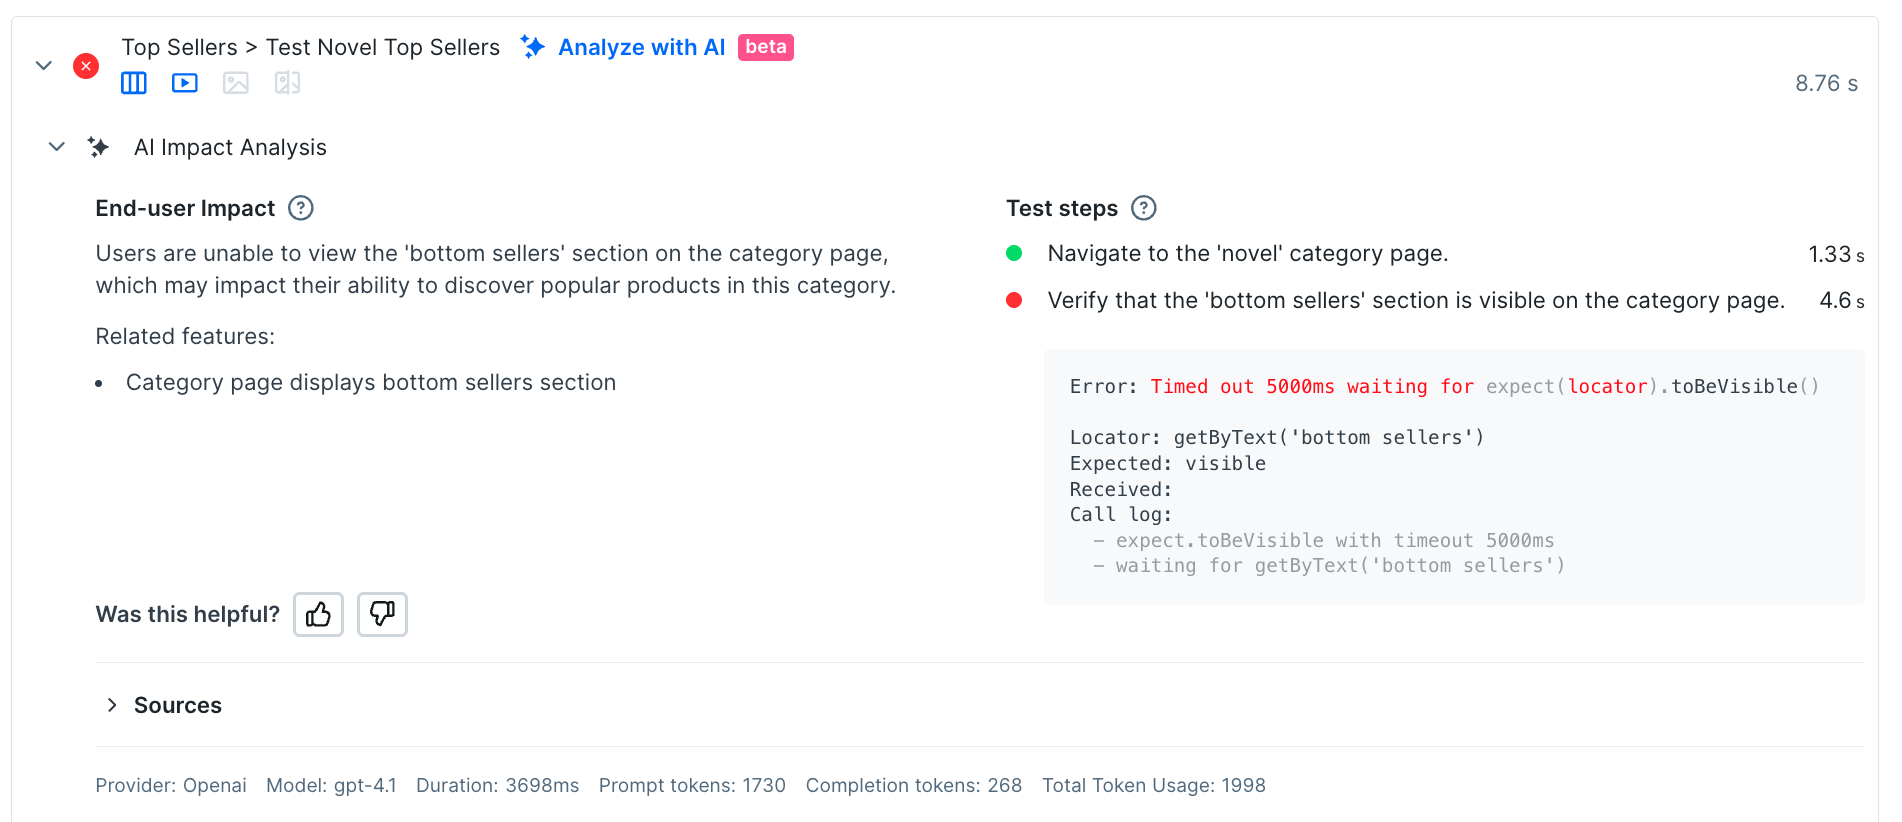 Top Sellers > Test Novel Top Sellers Analyze with AI beta
8.76 s
AI Impact Analysis
End-user Impact ?
Users are unable to view the 'bottom sellers' section on the category page,
which may impact their ability to discover popular products in this category.
Related features:
• Category page displays bottom sellers section
Was this helpful?
Test steps ?
Navigate to the 'novel' category page. 1.33 s
Verify that the 'bottom sellers' section is visible on the category page. 4.6 s
Error: Timed out 5000ms waiting for expect(locator).toBeVisible()
Locator: getByText('bottom sellers')
Expected: visible
Received:
Call log:
– expect.toBeVisible with timeout 5000ms
– waiting for getByText('bottom sellers')
Sources
Provider: Openai Model: gpt-4.1 Duration: 3698ms Prompt tokens: 1730 Completion tokens: 268 Total Token Usage: 1998